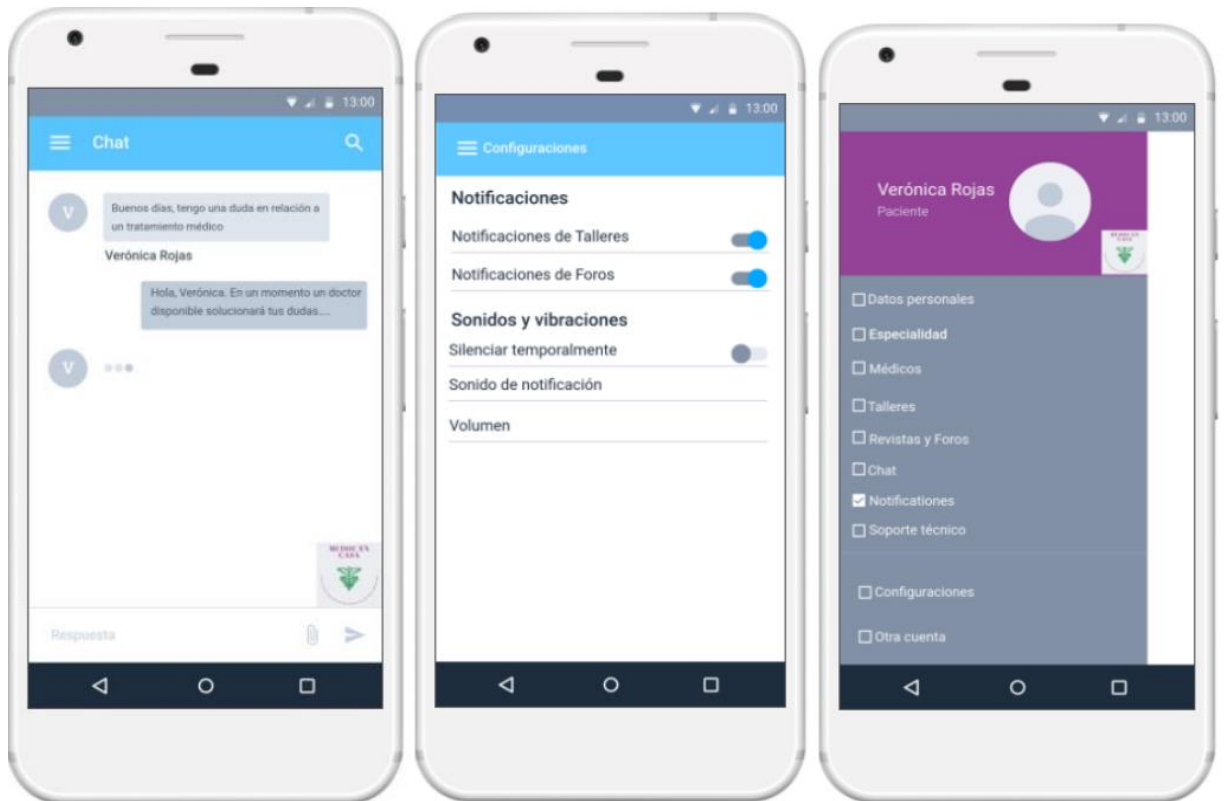 13:00
Chat
V
Buenos días, tengo una duda en relación a
un tratamiento médico
Verónica Rojas
Hola, Verónica. En un momento un doctor
disponible solucionará tus dudas....
V
CASA
Respuesta
13:00
Configuraciones
Notificaciones
Notificaciones de Talleres
Notificaciones de Foros
Sonidos y vibraciones
Silenciar temporalmente
Sonido de notificación
Volumen
13:00
Verónica Rojas
Paciente
CASA
Datos personales
Especialidad
Médicos
Talleres
Revistas y Foros
Chat
Notificationes
Soporte técnico
Configuraciones
Otra cuenta